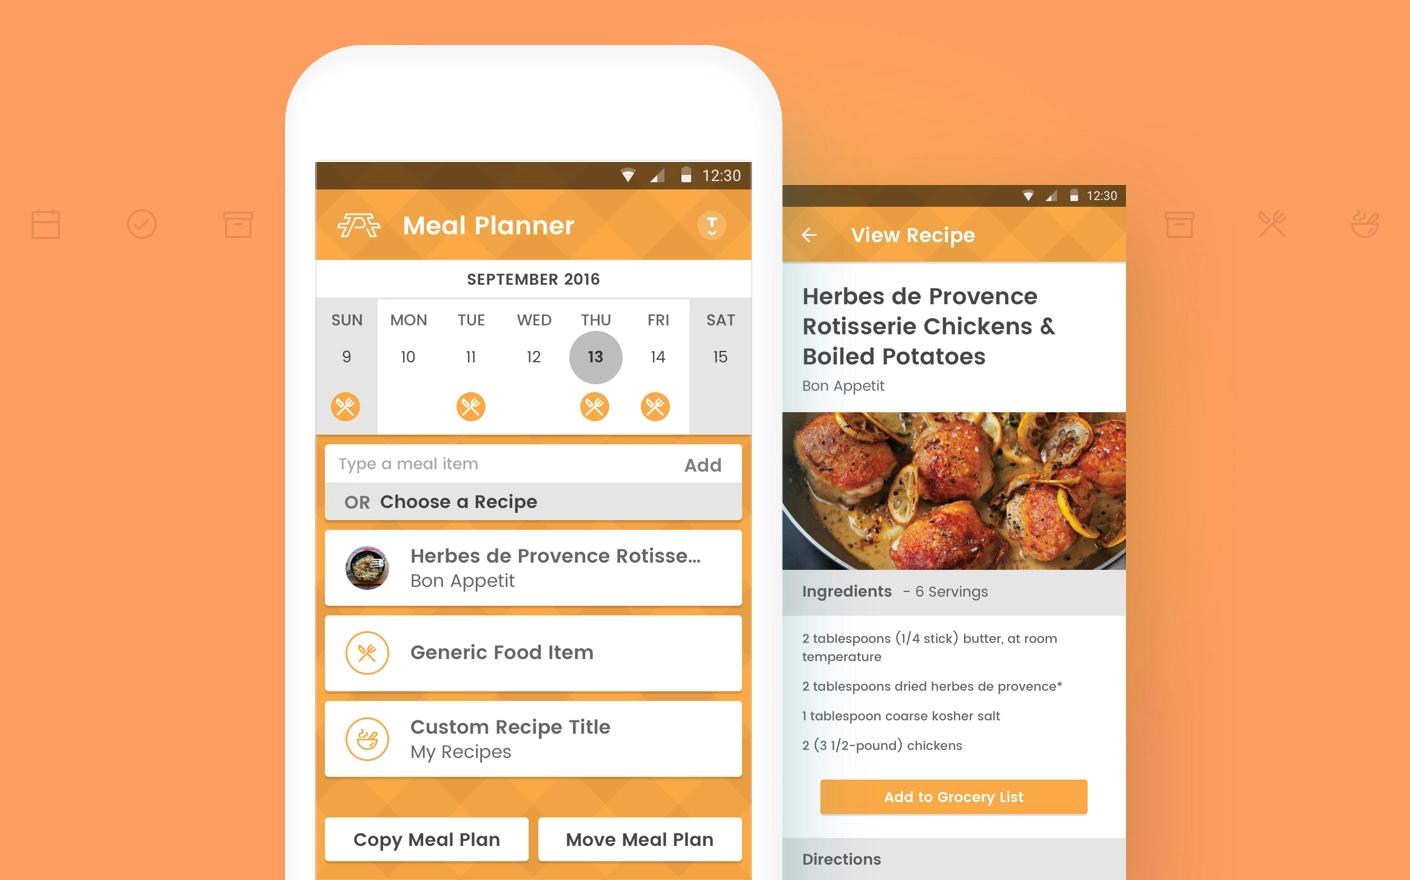 12:30
Meal Planner
T
SEPTEMBER 2016
SUN MON TUE WED THU FRI SAT
9 10 11 12 13 14 15
Type a meal item Add
OR Choose a Recipe
Herbes de Provence Rotisse...
Bon Appetit
Generic Food Item
Custom Recipe Title
My Recipes
Copy Meal Plan Move Meal Plan
12:30
View Recipe
Herbes de Provence
Rotisserie Chickens &
Boiled Potatoes
Bon Appetit
Ingredients - 6 Servings
2 tablespoons (1/4 stick) butter, at room
temperature
2 tablespoons dried herbes de provence*
1 tablespoon coarse kosher salt
2 (3 1/2-pound) chickens
Add to Grocery List
Directions